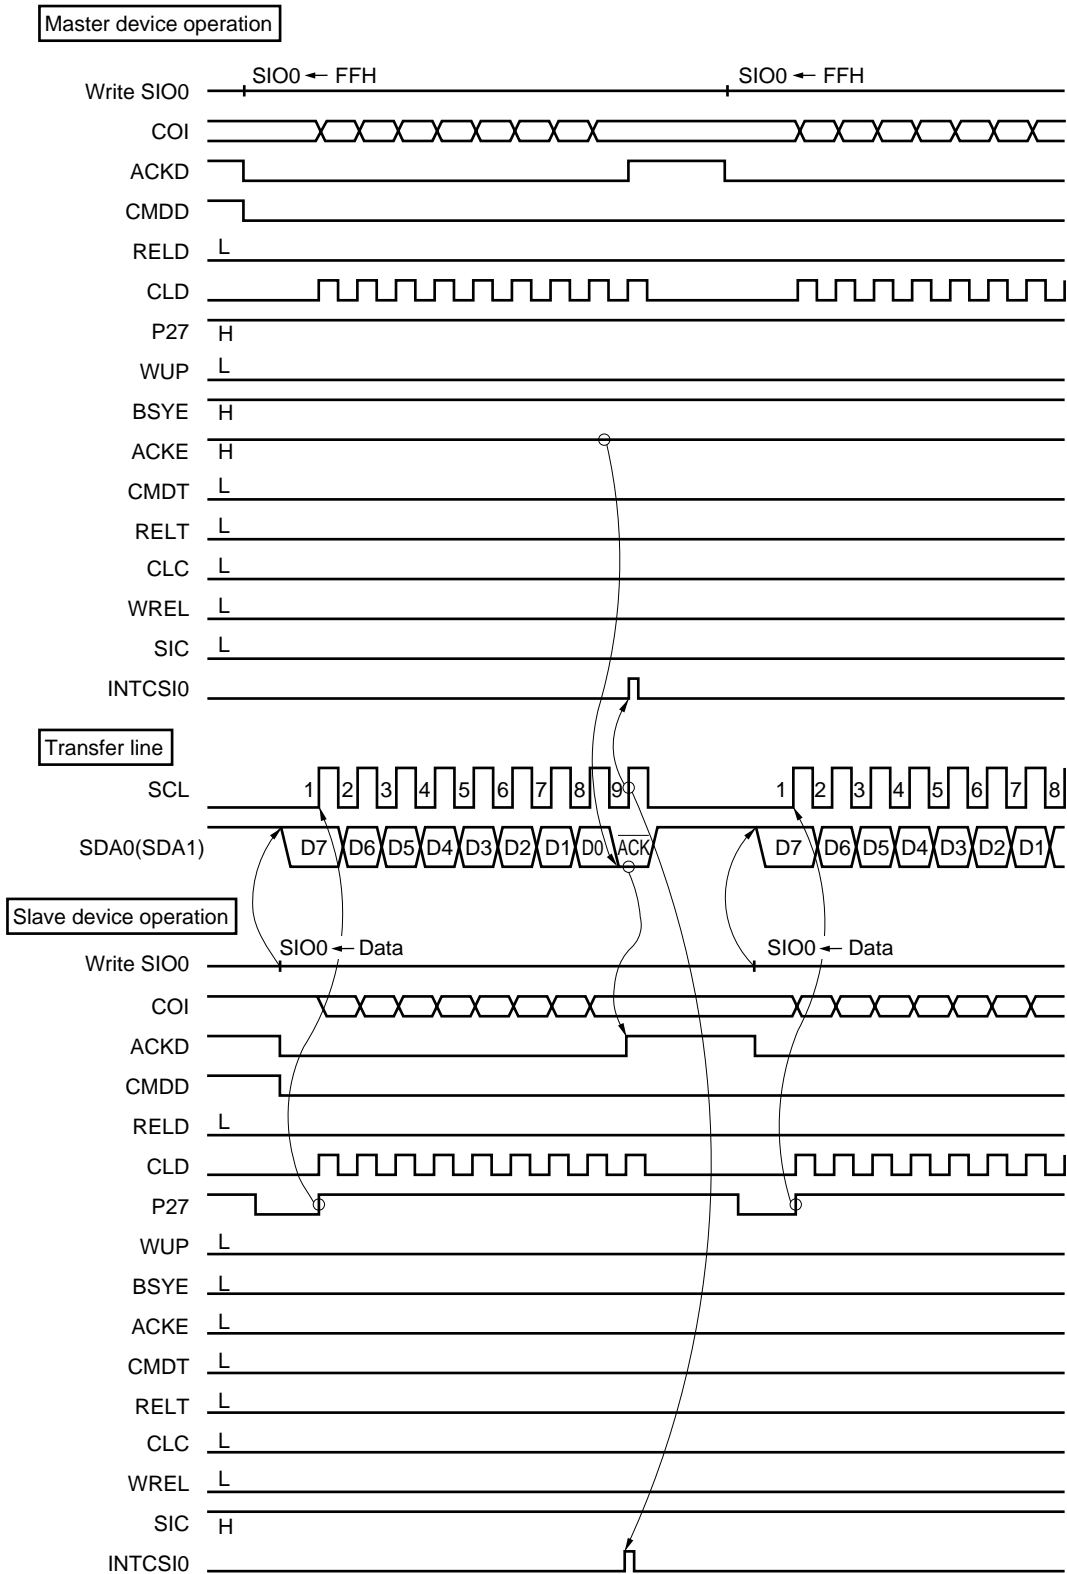 Master device operation
Write SIO0 SIO0 ← FFH SIO0 ← FFH
COI
ACKD
CMDD
RELD L
CLD
P27 H
WUP L
BSYE H
ACKE H
CMDT L
RELT L
CLC L
WREL L
SIC L
INTCSI0
Transfer line
SCL 1 2 3 4 5 6 7 8 9 1 2 3 4 5 6 7 8
SDA0(SDA1) D7 D6 D5 D4 D3 D2 D1 D0 ACK D7 D6 D5 D4 D3 D2 D1
Slave device operation
Write SIO0 SIO0 ← Data SIO0 ← Data
COI
ACKD
CMDD
RELD L
CLD
P27
WUP L
BSYE L
ACKE L
CMDT L
RELT L
CLC L
WREL L
SIC H
INTCSI0